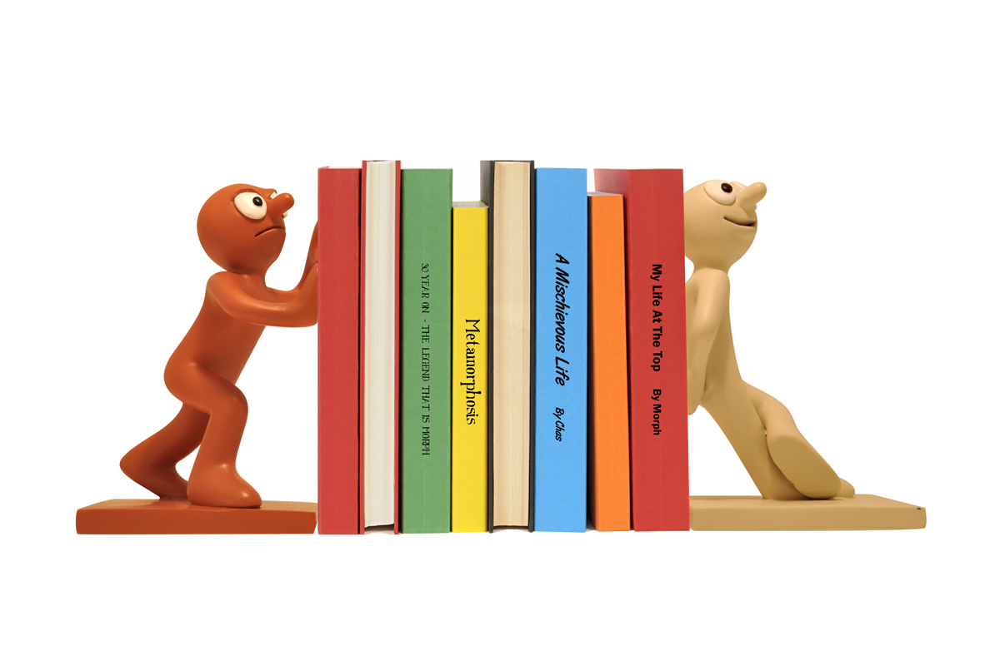 30 YEAR ON - THE LEGEND THAT IS MORPH
Metamorphosis
A Mischievous Life By Chas
My Life At The Top By Morph